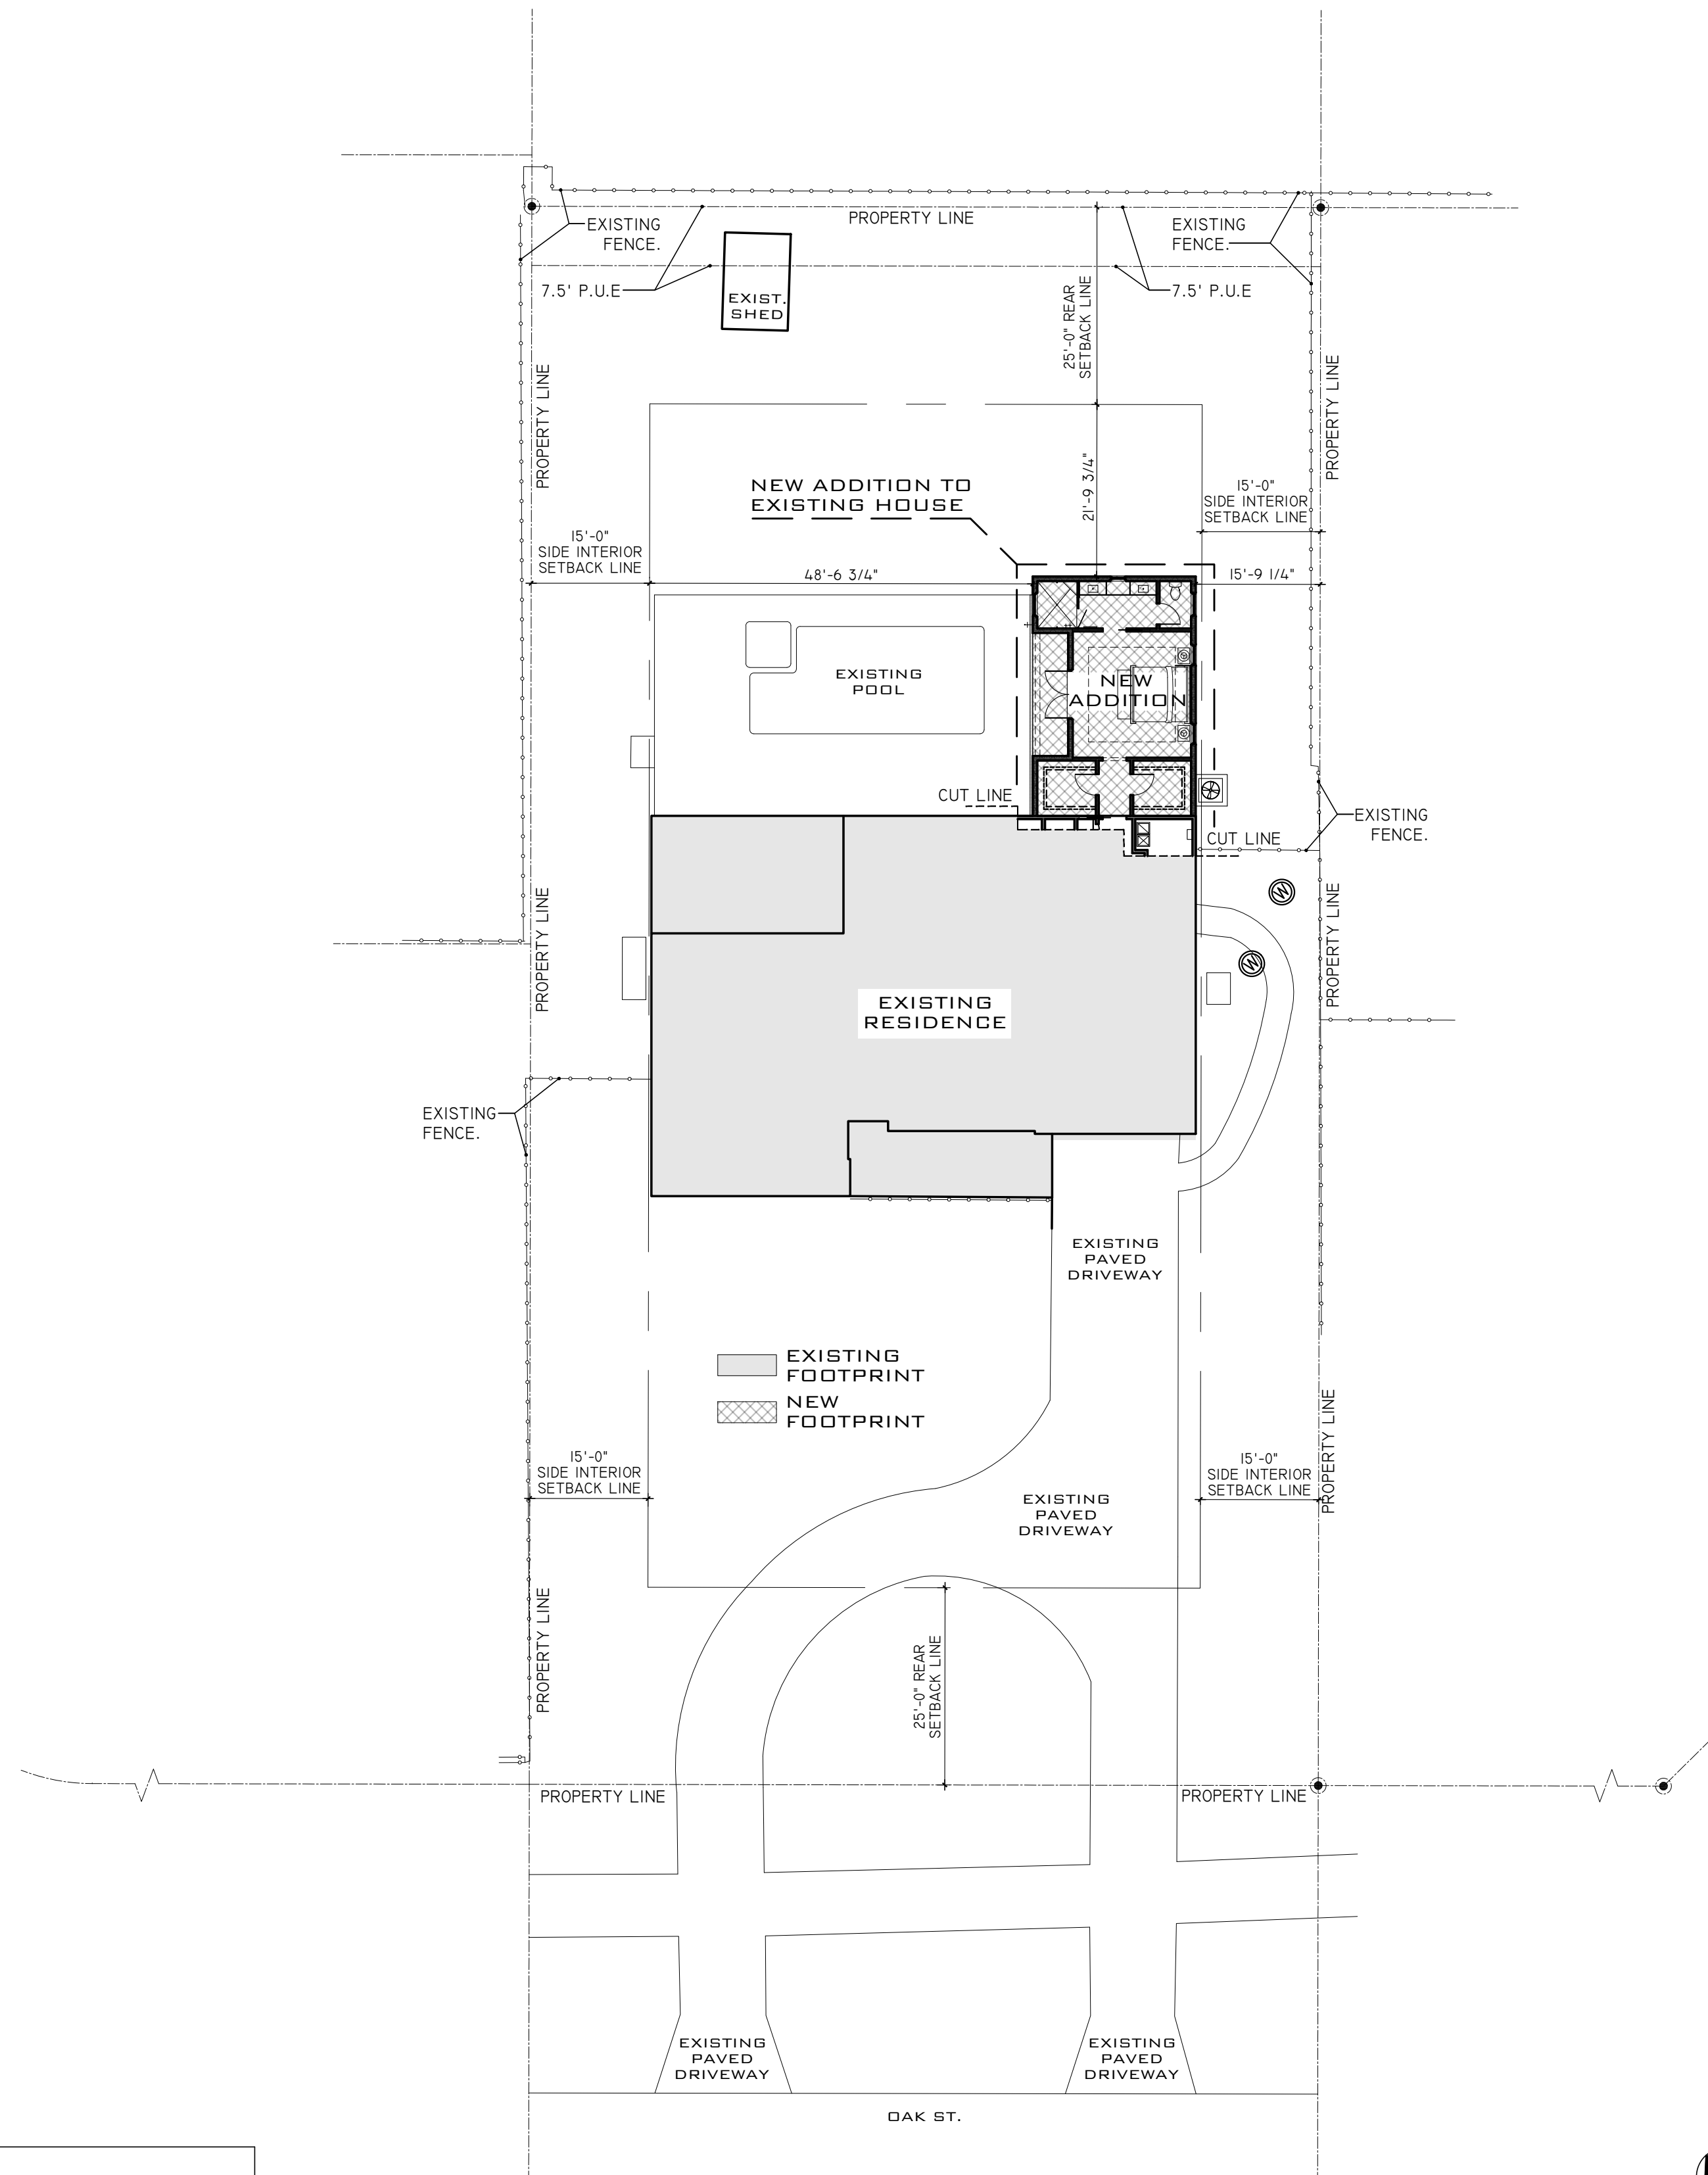 PROPERTY LINE
EXISTING
FENCE.
EXISTING
FENCE.
7.5' P.U.E
7.5' P.U.E
EXIST.
SHED
25'-0" REAR
SETBACK LINE
PROPERTY LINE
PROPERTY LINE
21'-9 3/4"
NEW ADDITION TO
EXISTING HOUSE
15'-0"
SIDE INTERIOR
SETBACK LINE
15'-0"
SIDE INTERIOR
SETBACK LINE
48'-6 3/4"
15'-9 1/4"
EXISTING
POOL
NEW
ADDITION
CUT LINE
CUT LINE
EXISTING
FENCE.
PROPERTY LINE
PROPERTY LINE
W
W
EXISTING
RESIDENCE
EXISTING
FENCE.
EXISTING
PAVED
DRIVEWAY
EXISTING
FOOTPRINT
NEW
FOOTPRINT
PROPERTY LINE
15'-0"
SIDE INTERIOR
SETBACK LINE
15'-0"
SIDE INTERIOR
SETBACK LINE
EXISTING
PAVED
DRIVEWAY
PROPERTY LINE
25'-0" REAR
SETBACK LINE
PROPERTY LINE
PROPERTY LINE
EXISTING
PAVED
DRIVEWAY
EXISTING
PAVED
DRIVEWAY
OAK ST.